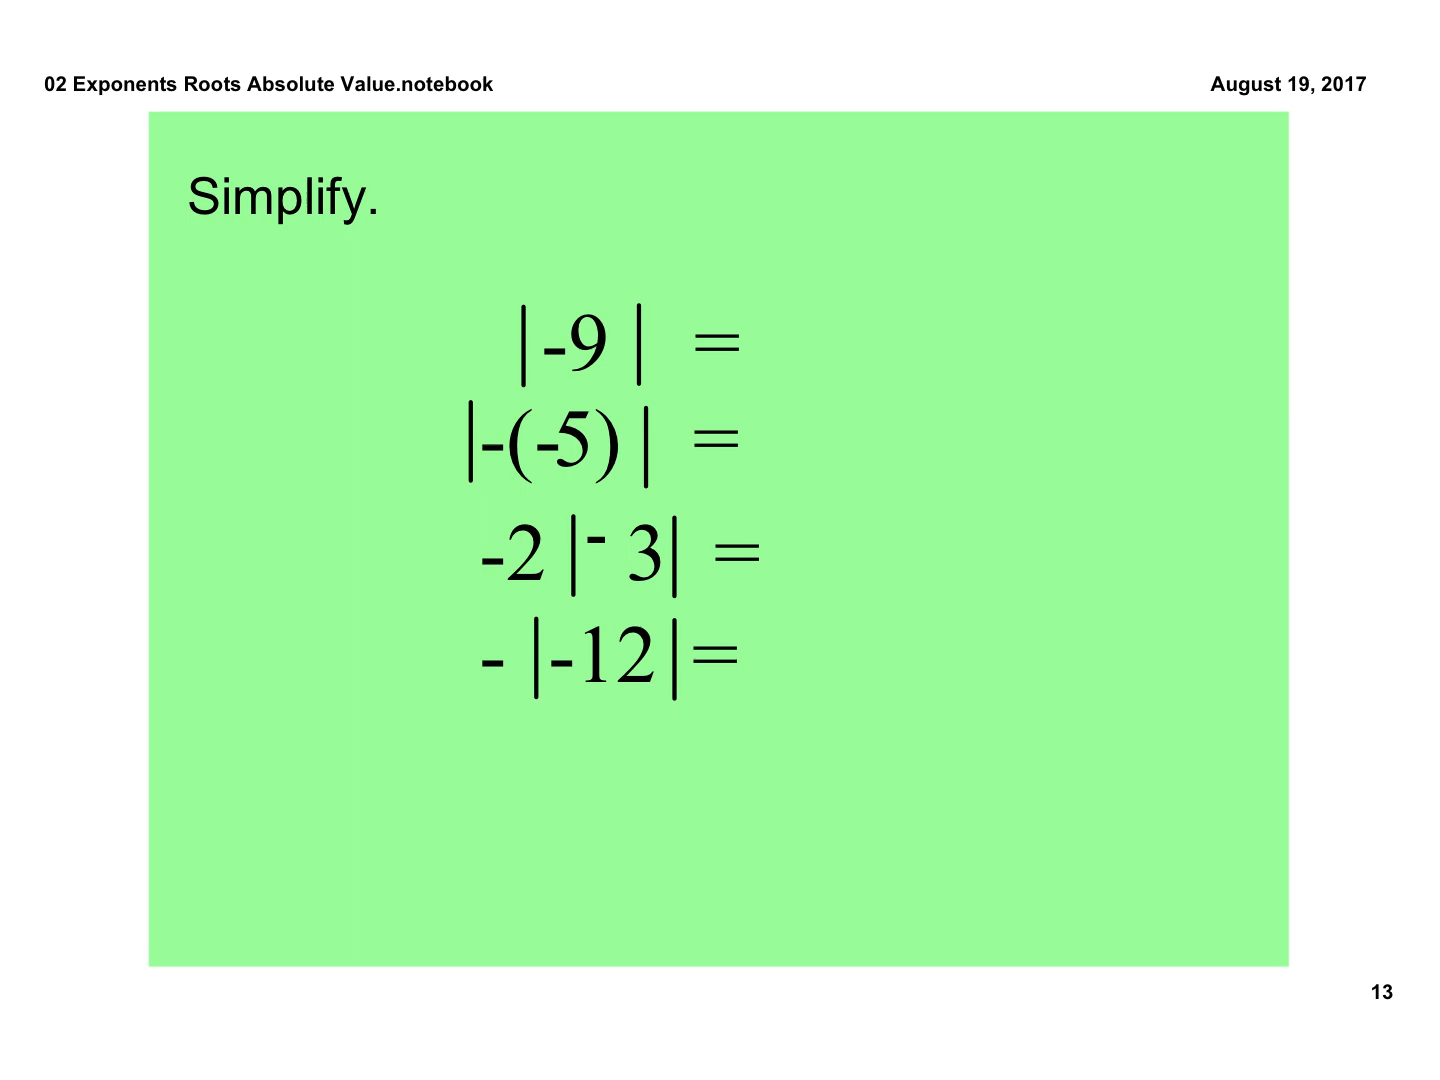 02 Exponents Roots Absolute Value.notebook August 19, 2017
Simplify.
|-9| =
|-(-5)| =
-2 |⁻3| =
- |-12| =
13